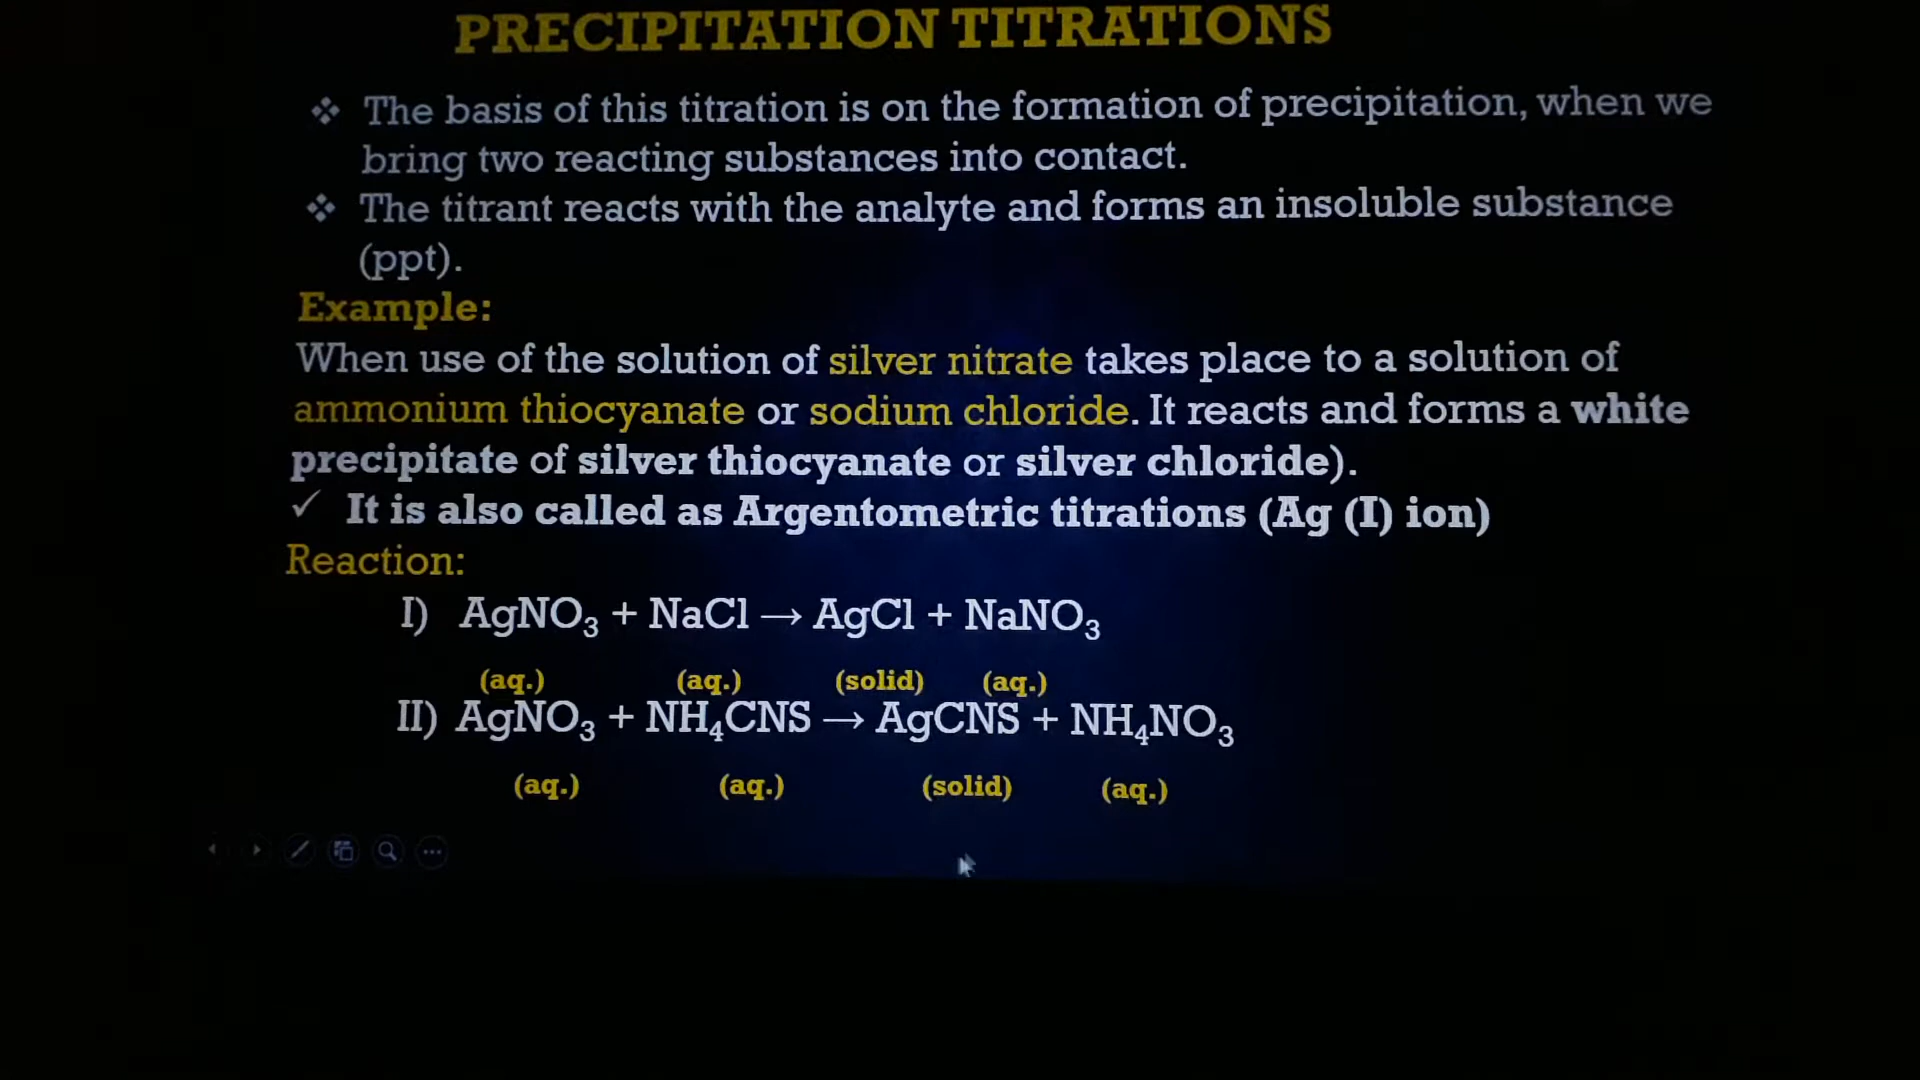 PRECIPITATION TITRATIONS
❖ The basis of this titration is on the formation of precipitation, when we
bring two reacting substances into contact.
❖ The titrant reacts with the analyte and forms an insoluble substance
(ppt).
Example:
When use of the solution of silver nitrate takes place to a solution of
ammonium thiocyanate or sodium chloride. It reacts and forms a white
precipitate of silver thiocyanate or silver chloride).
✓ It is also called as Argentometric titrations (Ag (I) ion)
Reaction:
I) AgNO₃ + NaCl → AgCl + NaNO₃
(aq.) (aq.) (solid) (aq.)
II) AgNO₃ + NH₄CNS → AgCNS + NH₄NO₃
(aq.) (aq.) (solid) (aq.)